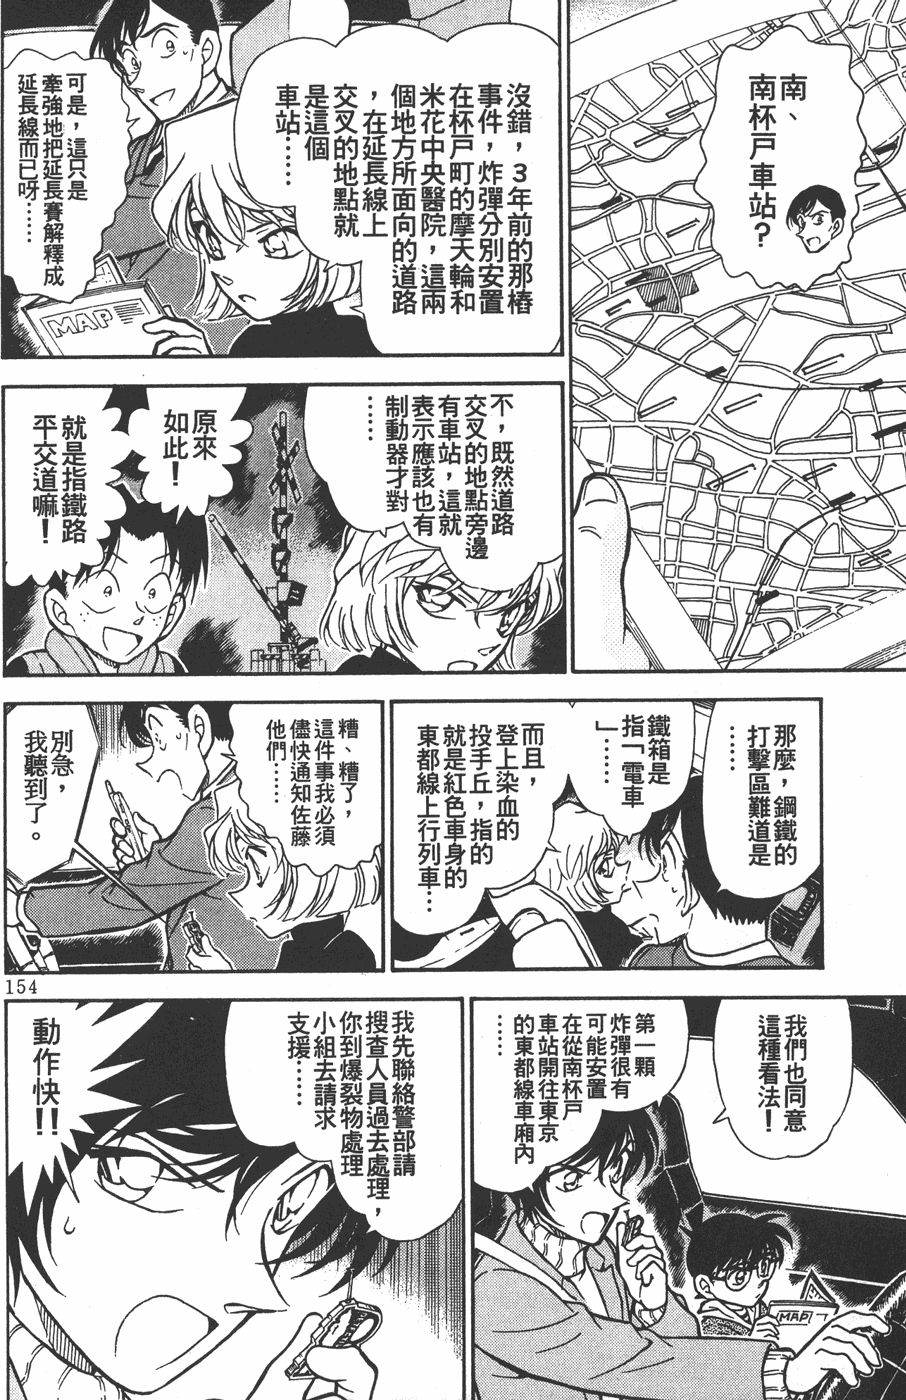 南、
南杯戸車站？
沒錯，3年前的那樁
事件，炸彈分別安置
在杯戸町的摩天輪和
米花中央醫院，這兩
個地方所面向的道路
，在延長線上
交叉的地點就
是這個
車站……
可是，這只是
牽強地把延長賽解釋成
延長線而已呀……
MAP
不，既然道路
交叉的地點旁邊
有車站，這就
表示應該也有
制動器才對
……
原來
如此！
就是指鐵路
平交道嘛！
那麼，鋼鐵的
打擊區難道是
……
鐵箱是
指「電車
」……
而且，
登上染血的
投手丘，指的
就是紅色車身的
東都線上行列車…
糟、糟了，
這件事我必須
儘快通知佐藤
他們……
別急，
我聽到了。
154
我們也同意
這種看法！
第一顆
炸彈很有
可能安置
在從南杯戸
車站開往東京
的東都線車廂內
……
MAP
我先聯絡警部請
搜查人員過去處理，
你到爆裂物處理
小組去請求
支援……
動作快!!